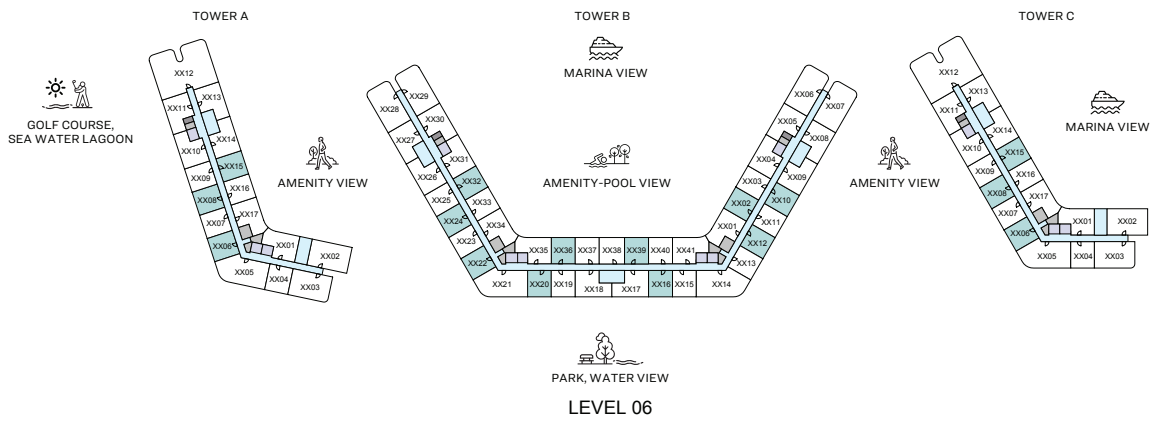 TOWER A
TOWER B
TOWER C
MARINA VIEW
GOLF COURSE,
SEA WATER LAGOON
AMENITY VIEW
AMENITY-POOL VIEW
AMENITY VIEW
MARINA VIEW
XX12
XX13
XX11
XX14
XX10
XX15
XX09
XX16
XX08
XX17
XX07
XX06
XX01
XX02
XX05
XX04
XX03
XX29
XX28
XX30
XX27
XX31
XX26
XX32
XX25
XX33
XX24
XX34
XX23
XX22
XX21
XX35
XX36
XX37
XX38
XX39
XX40
XX41
XX20
XX19
XX18
XX17
XX16
XX15
XX14
XX06
XX07
XX05
XX08
XX04
XX09
XX03
XX10
XX02
XX11
XX01
XX12
XX13
XX12
XX13
XX11
XX14
XX10
XX15
XX09
XX16
XX08
XX17
XX07
XX06
XX01
XX02
XX05
XX04
XX03
PARK, WATER VIEW
LEVEL 06